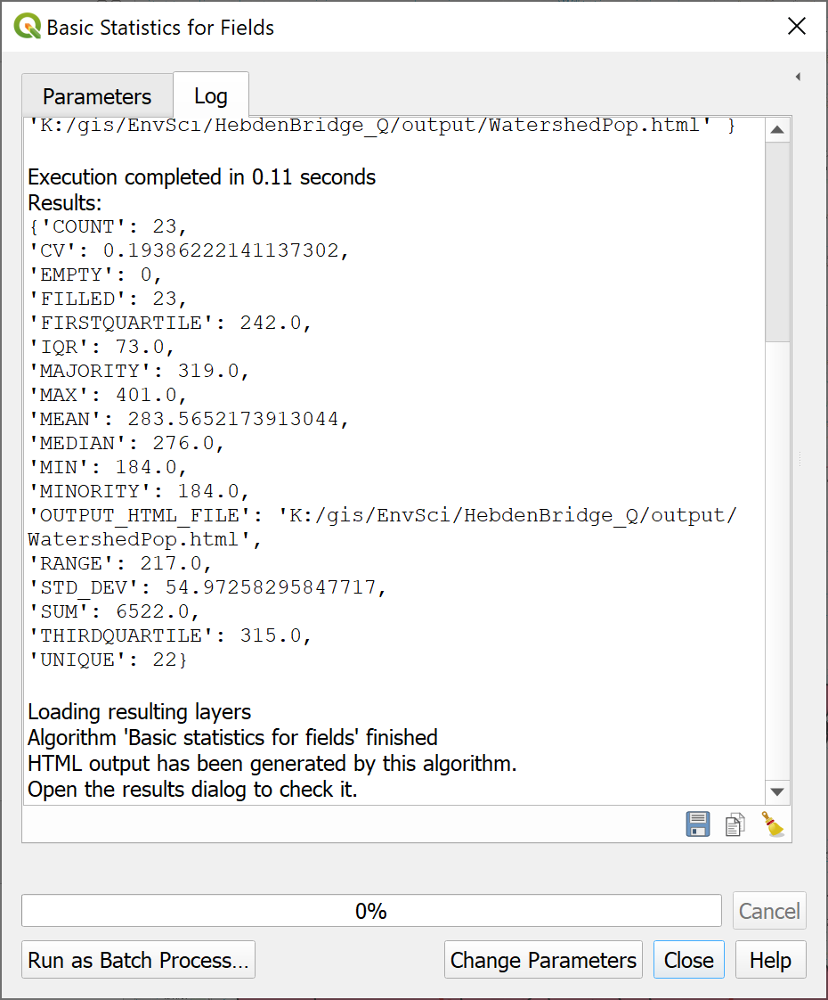 Basic Statistics for Fields
Parameters
Log
'K:/gis/EnvSci/HebdenBridge_Q/output/WatershedPop.html' }
Execution completed in 0.11 seconds
Results:
{'COUNT': 23,
'CV': 0.19386222141137302,
'EMPTY': 0,
'FILLED': 23,
'FIRSTQUARTILE': 242.0,
'IQR': 73.0,
'MAJORITY': 319.0,
'MAX': 401.0,
'MEAN': 283.5652173913044,
'MEDIAN': 276.0,
'MIN': 184.0,
'MINORITY': 184.0,
'OUTPUT_HTML_FILE': 'K:/gis/EnvSci/HebdenBridge_Q/output/
WatershedPop.html',
'RANGE': 217.0,
'STD_DEV': 54.97258295847717,
'SUM': 6522.0,
'THIRDQUARTILE': 315.0,
'UNIQUE': 22}
Loading resulting layers
Algorithm 'Basic statistics for fields' finished
HTML output has been generated by this algorithm.
Open the results dialog to check it.
0%
Cancel
Run as Batch Process…
Change Parameters
Close
Help